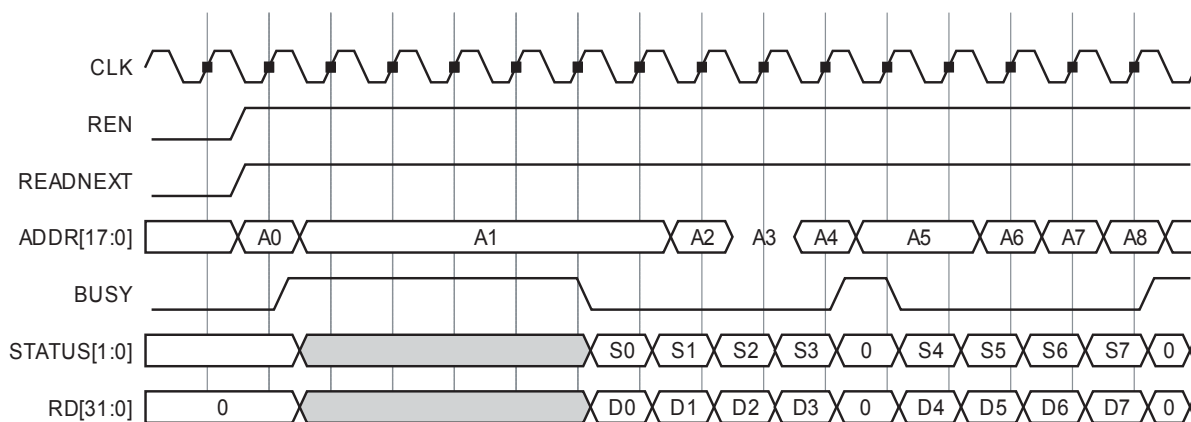 CLK
REN
READNEXT
ADDR[17:0] A0 A1 A2 A3 A4 A5 A6 A7 A8
BUSY
STATUS[1:0] S0 S1 S2 S3 0 S4 S5 S6 S7 0
RD[31:0] 0 D0 D1 D2 D3 0 D4 D5 D6 D7 0